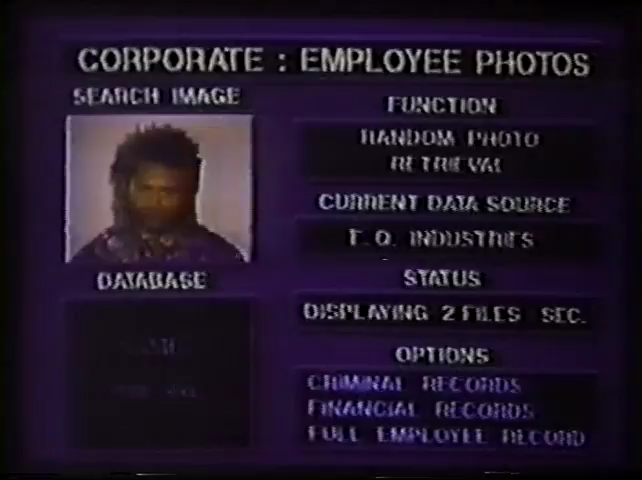 CORPORATE : EMPLOYEE PHOTOS
SEARCH IMAGE
FUNCTION
RANDOM PHOTO
RETRIEVAL
CURRENT DATA SOURCE
INDUSTRIES
DATABASE
STATUS
DISPLAYING 2 FILES SEC.
OPTIONS
CRIMINAL RECORDS
FINANCIAL RECORDS
FULL EMPLOYEE RECORD